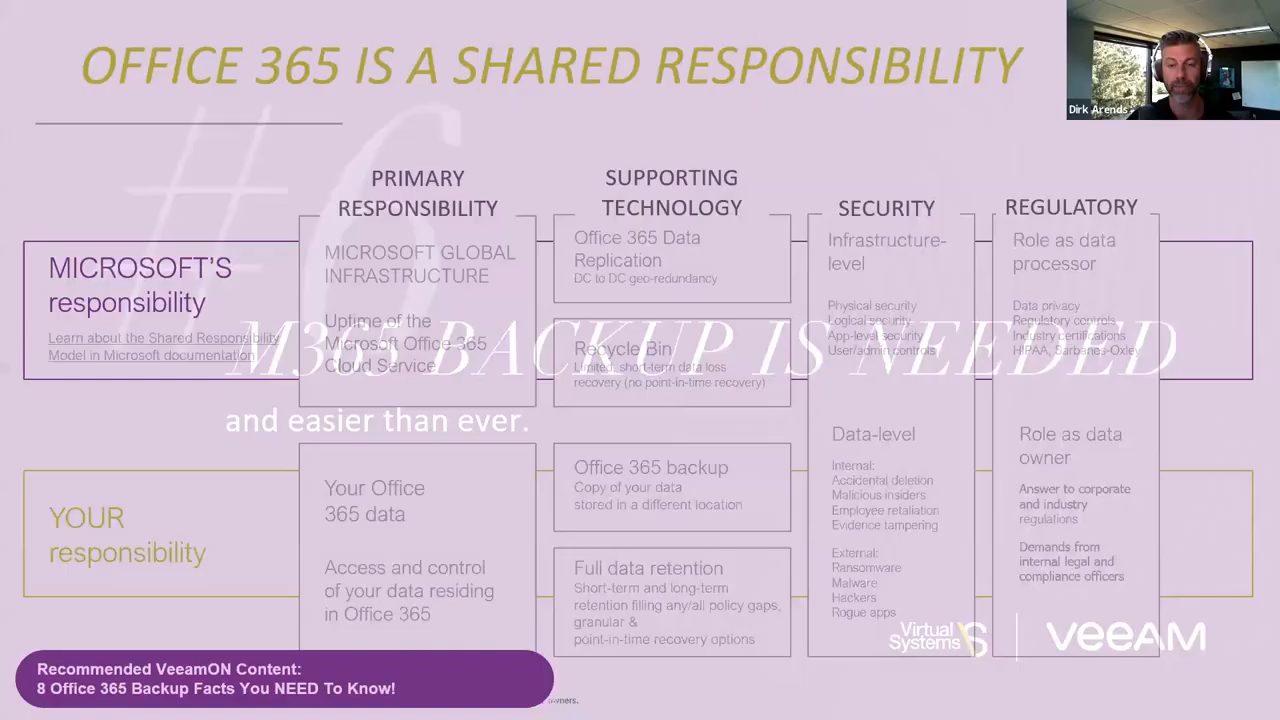 OFFICE 365 IS A SHARED RESPONSIBILITY
Dirk Arends
#6
PRIMARY
RESPONSIBILITY
SUPPORTING
TECHNOLOGY
SECURITY
REGULATORY
MICROSOFT'S
responsibility
Learn about the Shared Responsibility
Model in Microsoft documentation
MICROSOFT GLOBAL
INFRASTRUCTURE
Uptime of the
Microsoft Office 365
Cloud Service
Office 365 Data
Replication
DC to DC geo-redundancy
Recycle Bin
Limited, short-term data loss
recovery (no point-in-time recovery)
Infrastructure-
level
Physical security
Logical security
App-level security
User/admin controls
Role as data
processor
Data privacy
Regulatory controls
Industry certifications
HIPAA, Sarbanes-Oxley
M365 BACKUP IS NEEDED
and easier than ever.
YOUR
responsibility
Your Office
365 data
Access and control
of your data residing
in Office 365
Office 365 backup
Copy of your data
stored in a different location
Full data retention
Short-term and long-term
retention filling any/all policy gaps,
granular &
point-in-time recovery options
Data-level
Internal:
Accidental deletion
Malicious insiders
Employee retaliation
Evidence tampering
External:
Ransomware
Malware
Hackers
Rogue apps
Role as data
owner
Answer to corporate
and industry
regulations
Demands from
internal legal and
compliance officers
Virtual
Systems
VS
veeAM
Recommended VeeamON Content:
8 Office 365 Backup Facts You NEED To Know!
owners.